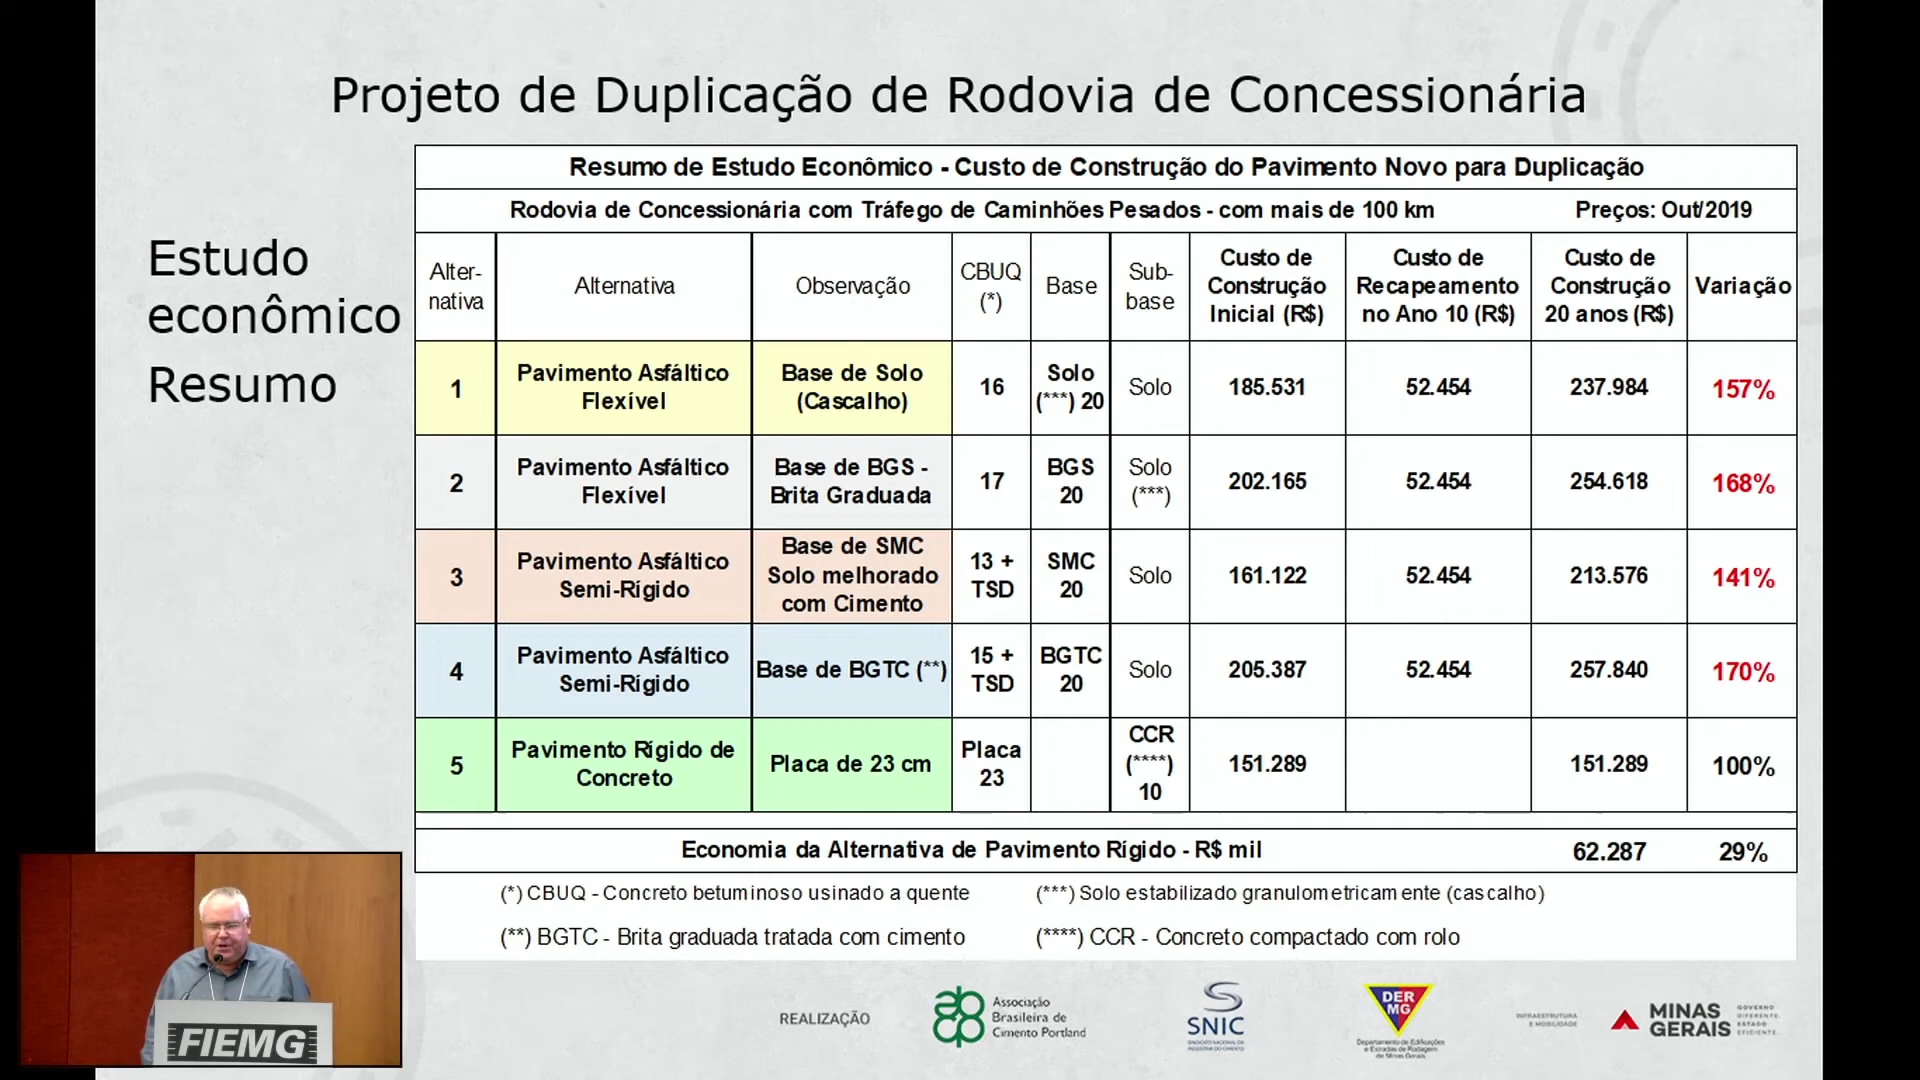 Projeto de Duplicação de Rodovia de Concessionária
Estudo
econômico
Resumo
Resumo de Estudo Econômico - Custo de Construção do Pavimento Novo para Duplicação
Rodovia de Concessionária com Tráfego de Caminhões Pesados - com mais de 100 km Preços: Out/2019
Alter-
nativa
Alternativa
Observação
CBUQ
(*)
Base
Sub-
base
Custo de
Construção
Inicial (R$)
Custo de
Recapeamento
no Ano 10 (R$)
Custo de
Construção
20 anos (R$)
Variação
1
Pavimento Asfáltico
Flexível
Base de Solo
(Cascalho)
16
Solo
(***) 20
Solo
185.531
52.454
237.984
157%
2
Pavimento Asfáltico
Flexível
Base de BGS -
Brita Graduada
17
BGS
20
Solo
(***)
202.165
52.454
254.618
168%
3
Pavimento Asfáltico
Semi-Rígido
Base de SMC
Solo melhorado
com Cimento
13 +
TSD
SMC
20
Solo
161.122
52.454
213.576
141%
4
Pavimento Asfáltico
Semi-Rígido
Base de BGTC (**)
15 +
TSD
BGTC
20
Solo
205.387
52.454
257.840
170%
5
Pavimento Rígido de
Concreto
Placa de 23 cm
Placa
23
CCR
(****)
10
151.289
151.289
100%
Economia da Alternativa de Pavimento Rígido - R$ mil 62.287 29%
(*) CBUQ - Concreto betuminoso usinado a quente
(***) Solo estabilizado granulometricamente (cascalho)
(**) BGTC - Brita graduada tratada com cimento
(****) CCR - Concreto compactado com rolo
FIEMG
REALIZAÇÃO
Associação
Brasileira de
Cimento Portland
SNIC
SINDICATO NACIONAL DA
INDÚSTRIA DO CIMENTO
DER
MG
Departamento de Edificações
e Estradas de Rodagem
de Minas Gerais
INFRAESTRUTURA
E MOBILIDADE
MINAS
GERAIS
GOVERNO
DIFERENTE.
ESTADO
EFICIENTE.